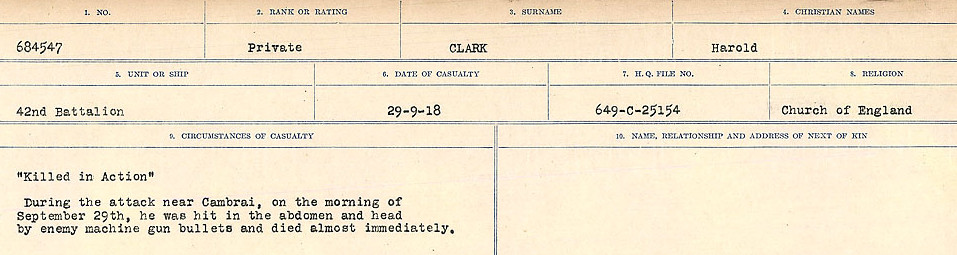 1. NO. 2. RANK OR RATING 3. SURNAME 4. CHRISTIAN NAMES
684547 Private CLARK Harold
5. UNIT OR SHIP 6. DATE OF CASUALTY 7. H.Q. FILE NO. 8. RELIGION
42nd Battalion 29-9-18 649-C-25154 Church of England
9. CIRCUMSTANCES OF CASUALTY 10. NAME, RELATIONSHIP AND ADDRESS OF NEXT OF KIN
"Killed in Action"
During the attack near Cambrai, on the morning of
September 29th, he was hit in the abdomen and head
by enemy machine gun bullets and died almost immediately.